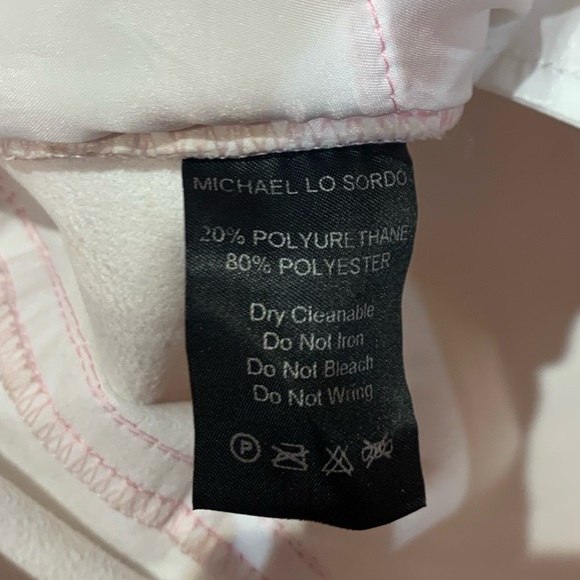 MICHAEL LO SORDO
20% POLYURETHANE
80% POLYESTER
Dry Cleanable
Do Not Iron
Do Not Bleach
Do Not Wring
P